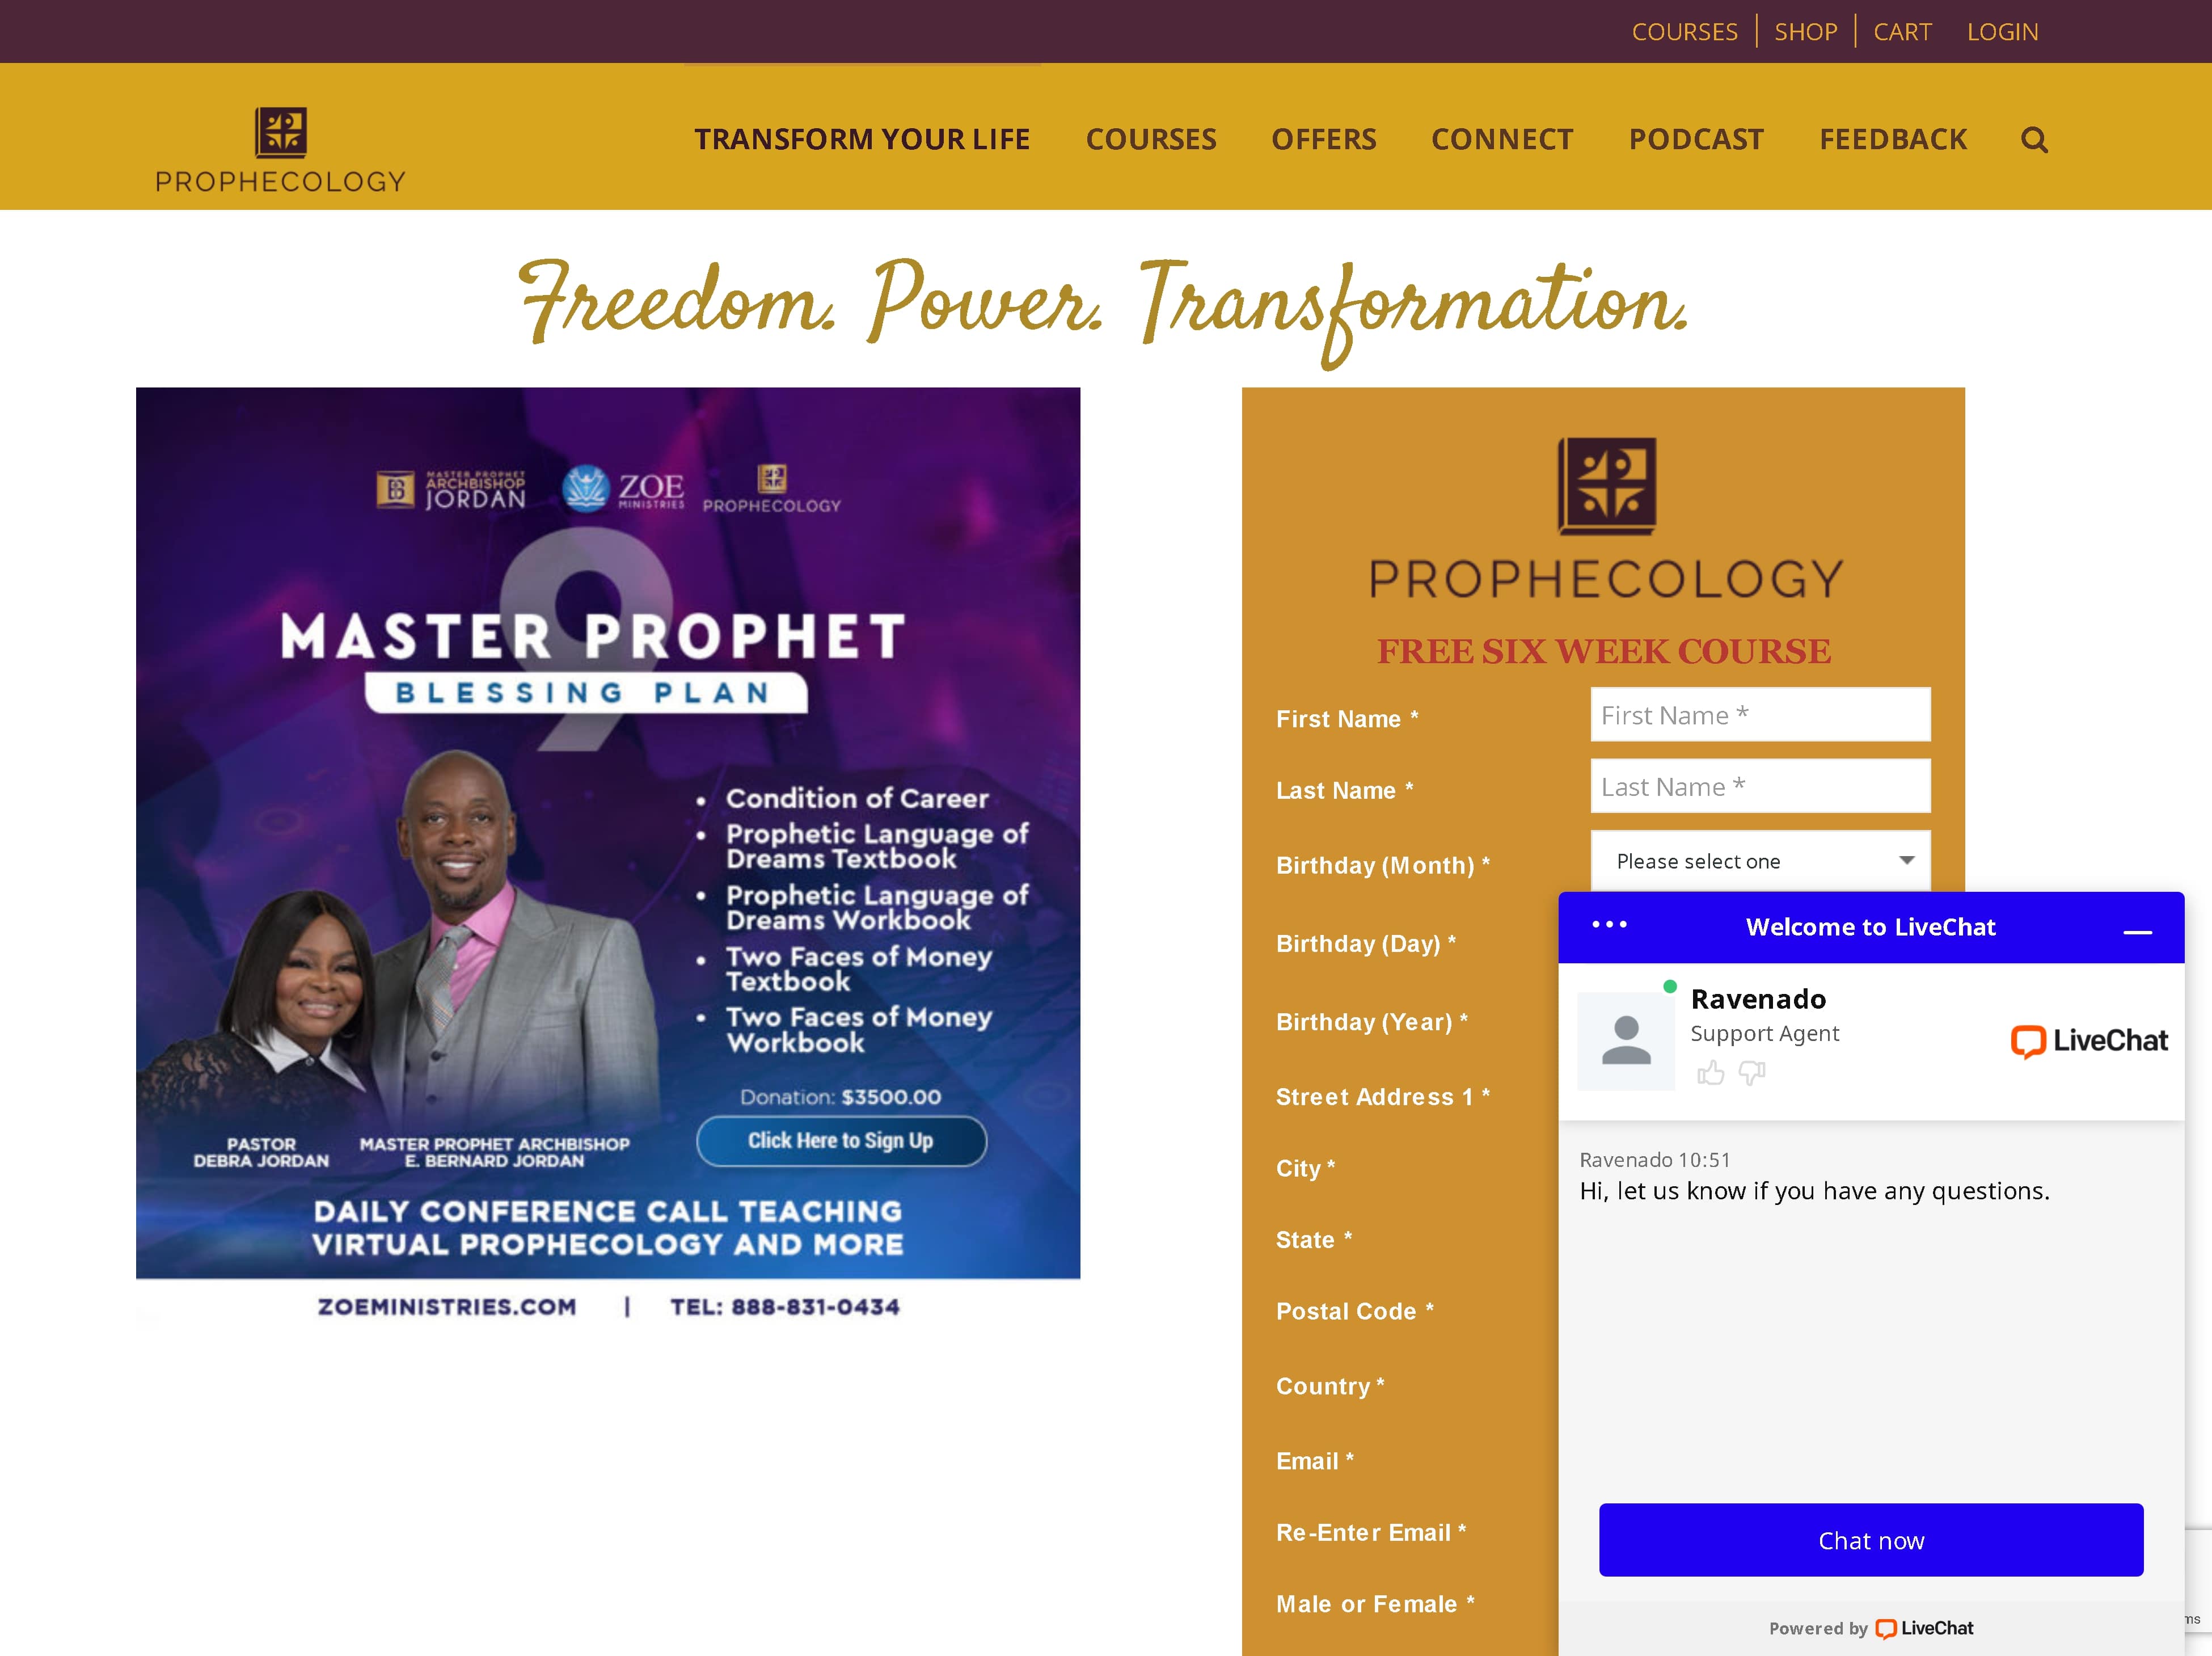 COURSES
SHOP
CART
LOGIN
PROPHECOLOGY
TRANSFORM YOUR LIFE
COURSES
OFFERS
CONNECT
PODCAST
FEEDBACK
Freedom. Power. Transformation.
MASTER PROPHET
ARCHBISHOP
JORDAN
ZOE
MINISTRIES
PROPHECOLOGY
9
MASTER PROPHET
BLESSING PLAN
• Condition of Career
• Prophetic Language of
Dreams Textbook
• Prophetic Language of
Dreams Workbook
• Two Faces of Money
Textbook
• Two Faces of Money
Workbook
Donation: $3500.00
Click Here to Sign Up
PASTOR
DEBRA JORDAN
MASTER PROPHET ARCHBISHOP
E. BERNARD JORDAN
DAILY CONFERENCE CALL TEACHING
VIRTUAL PROPHECOLOGY AND MORE
ZOEMINISTRIES.COM | TEL: 888-831-0434
PROPHECOLOGY
FREE SIX WEEK COURSE
First Name *
First Name *
Last Name *
Last Name *
Birthday (Month) *
Please select one
Birthday (Day) *
Birthday (Year) *
Street Address 1 *
City *
State *
Postal Code *
Country *
Email *
Re-Enter Email *
Male or Female *
Welcome to LiveChat
Ravenado
Support Agent
LiveChat
Ravenado 10:51
Hi, let us know if you have any questions.
Chat now
Powered by LiveChat
ms